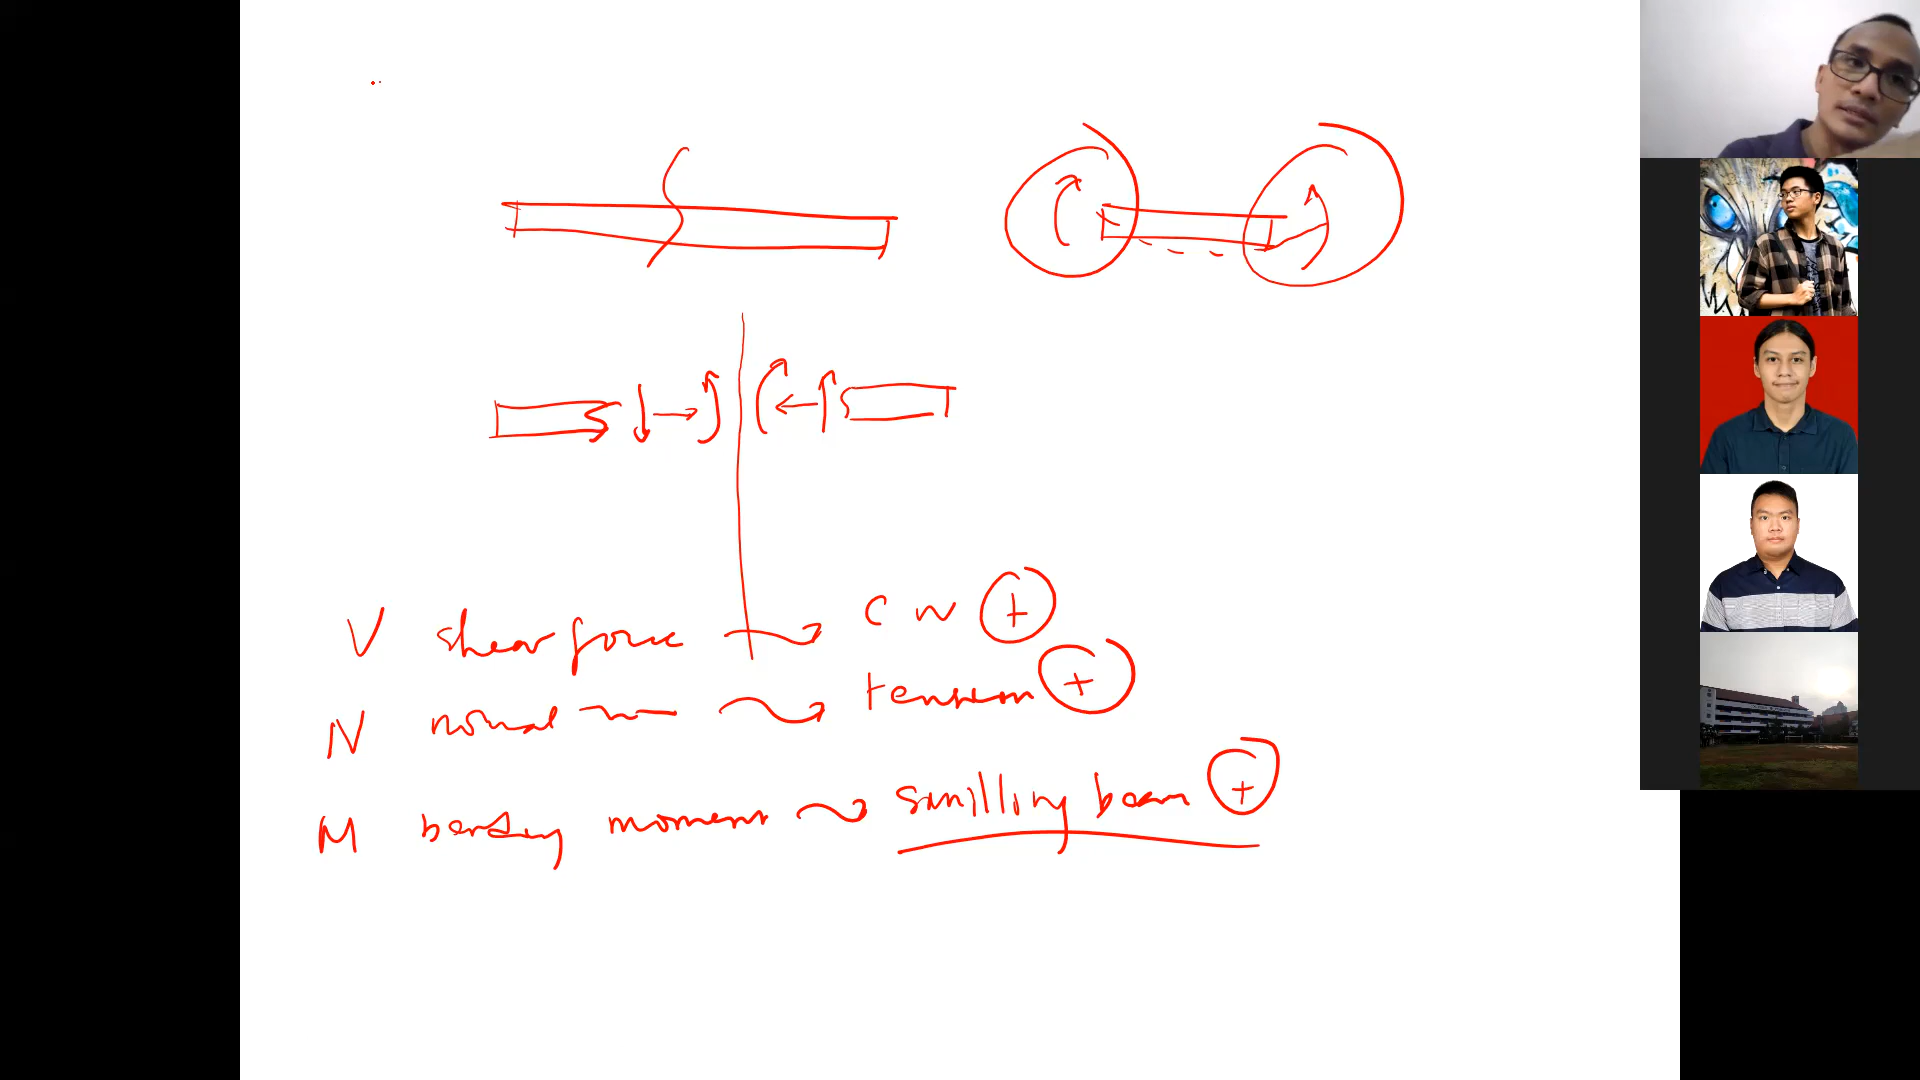 V shear force → CW +
N normal → tension +
M bending moment → smilling beam +